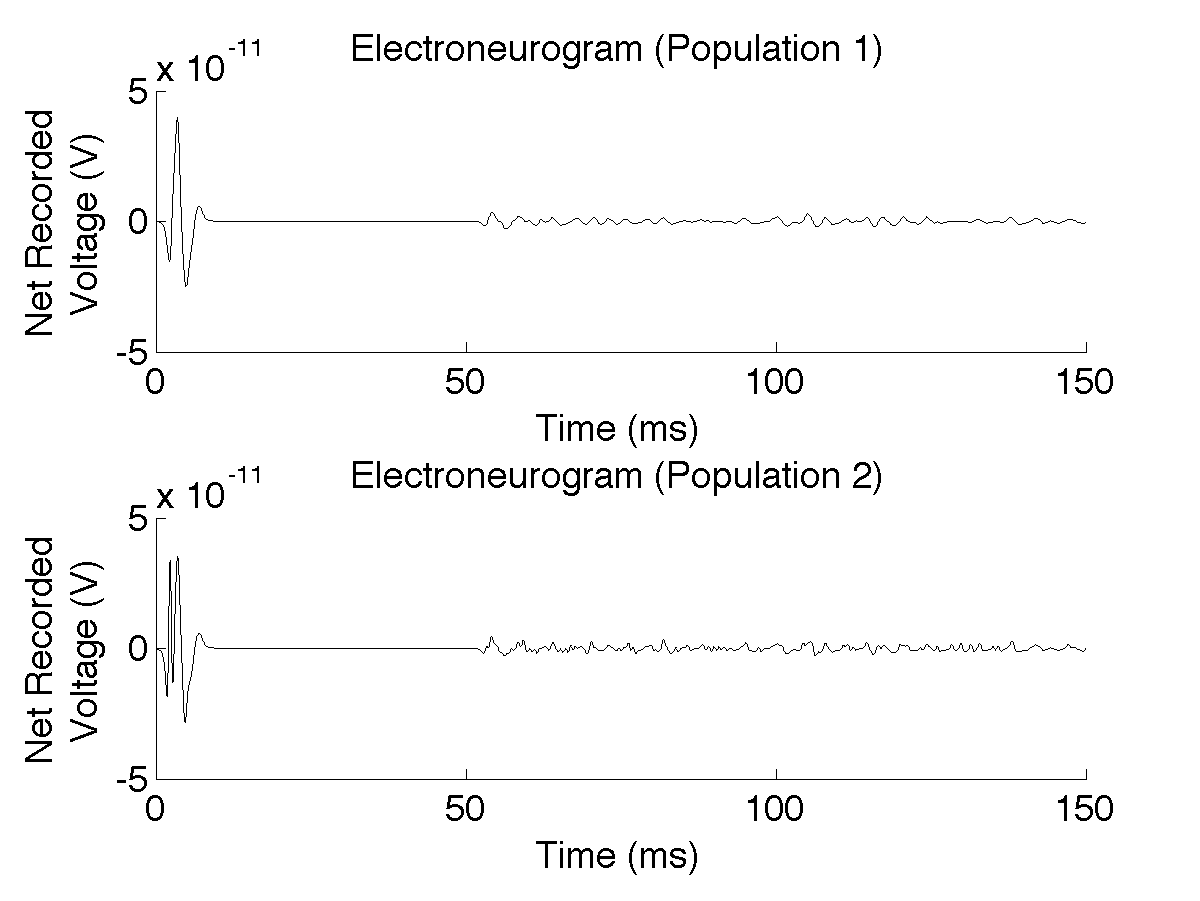 Electroneurogram (Population 1)
x 10^-11
5
0
-5
Net Recorded
Voltage (V)
0 50 100 150
Time (ms)
Electroneurogram (Population 2)
x 10^-11
5
0
-5
Net Recorded
Voltage (V)
0 50 100 150
Time (ms)